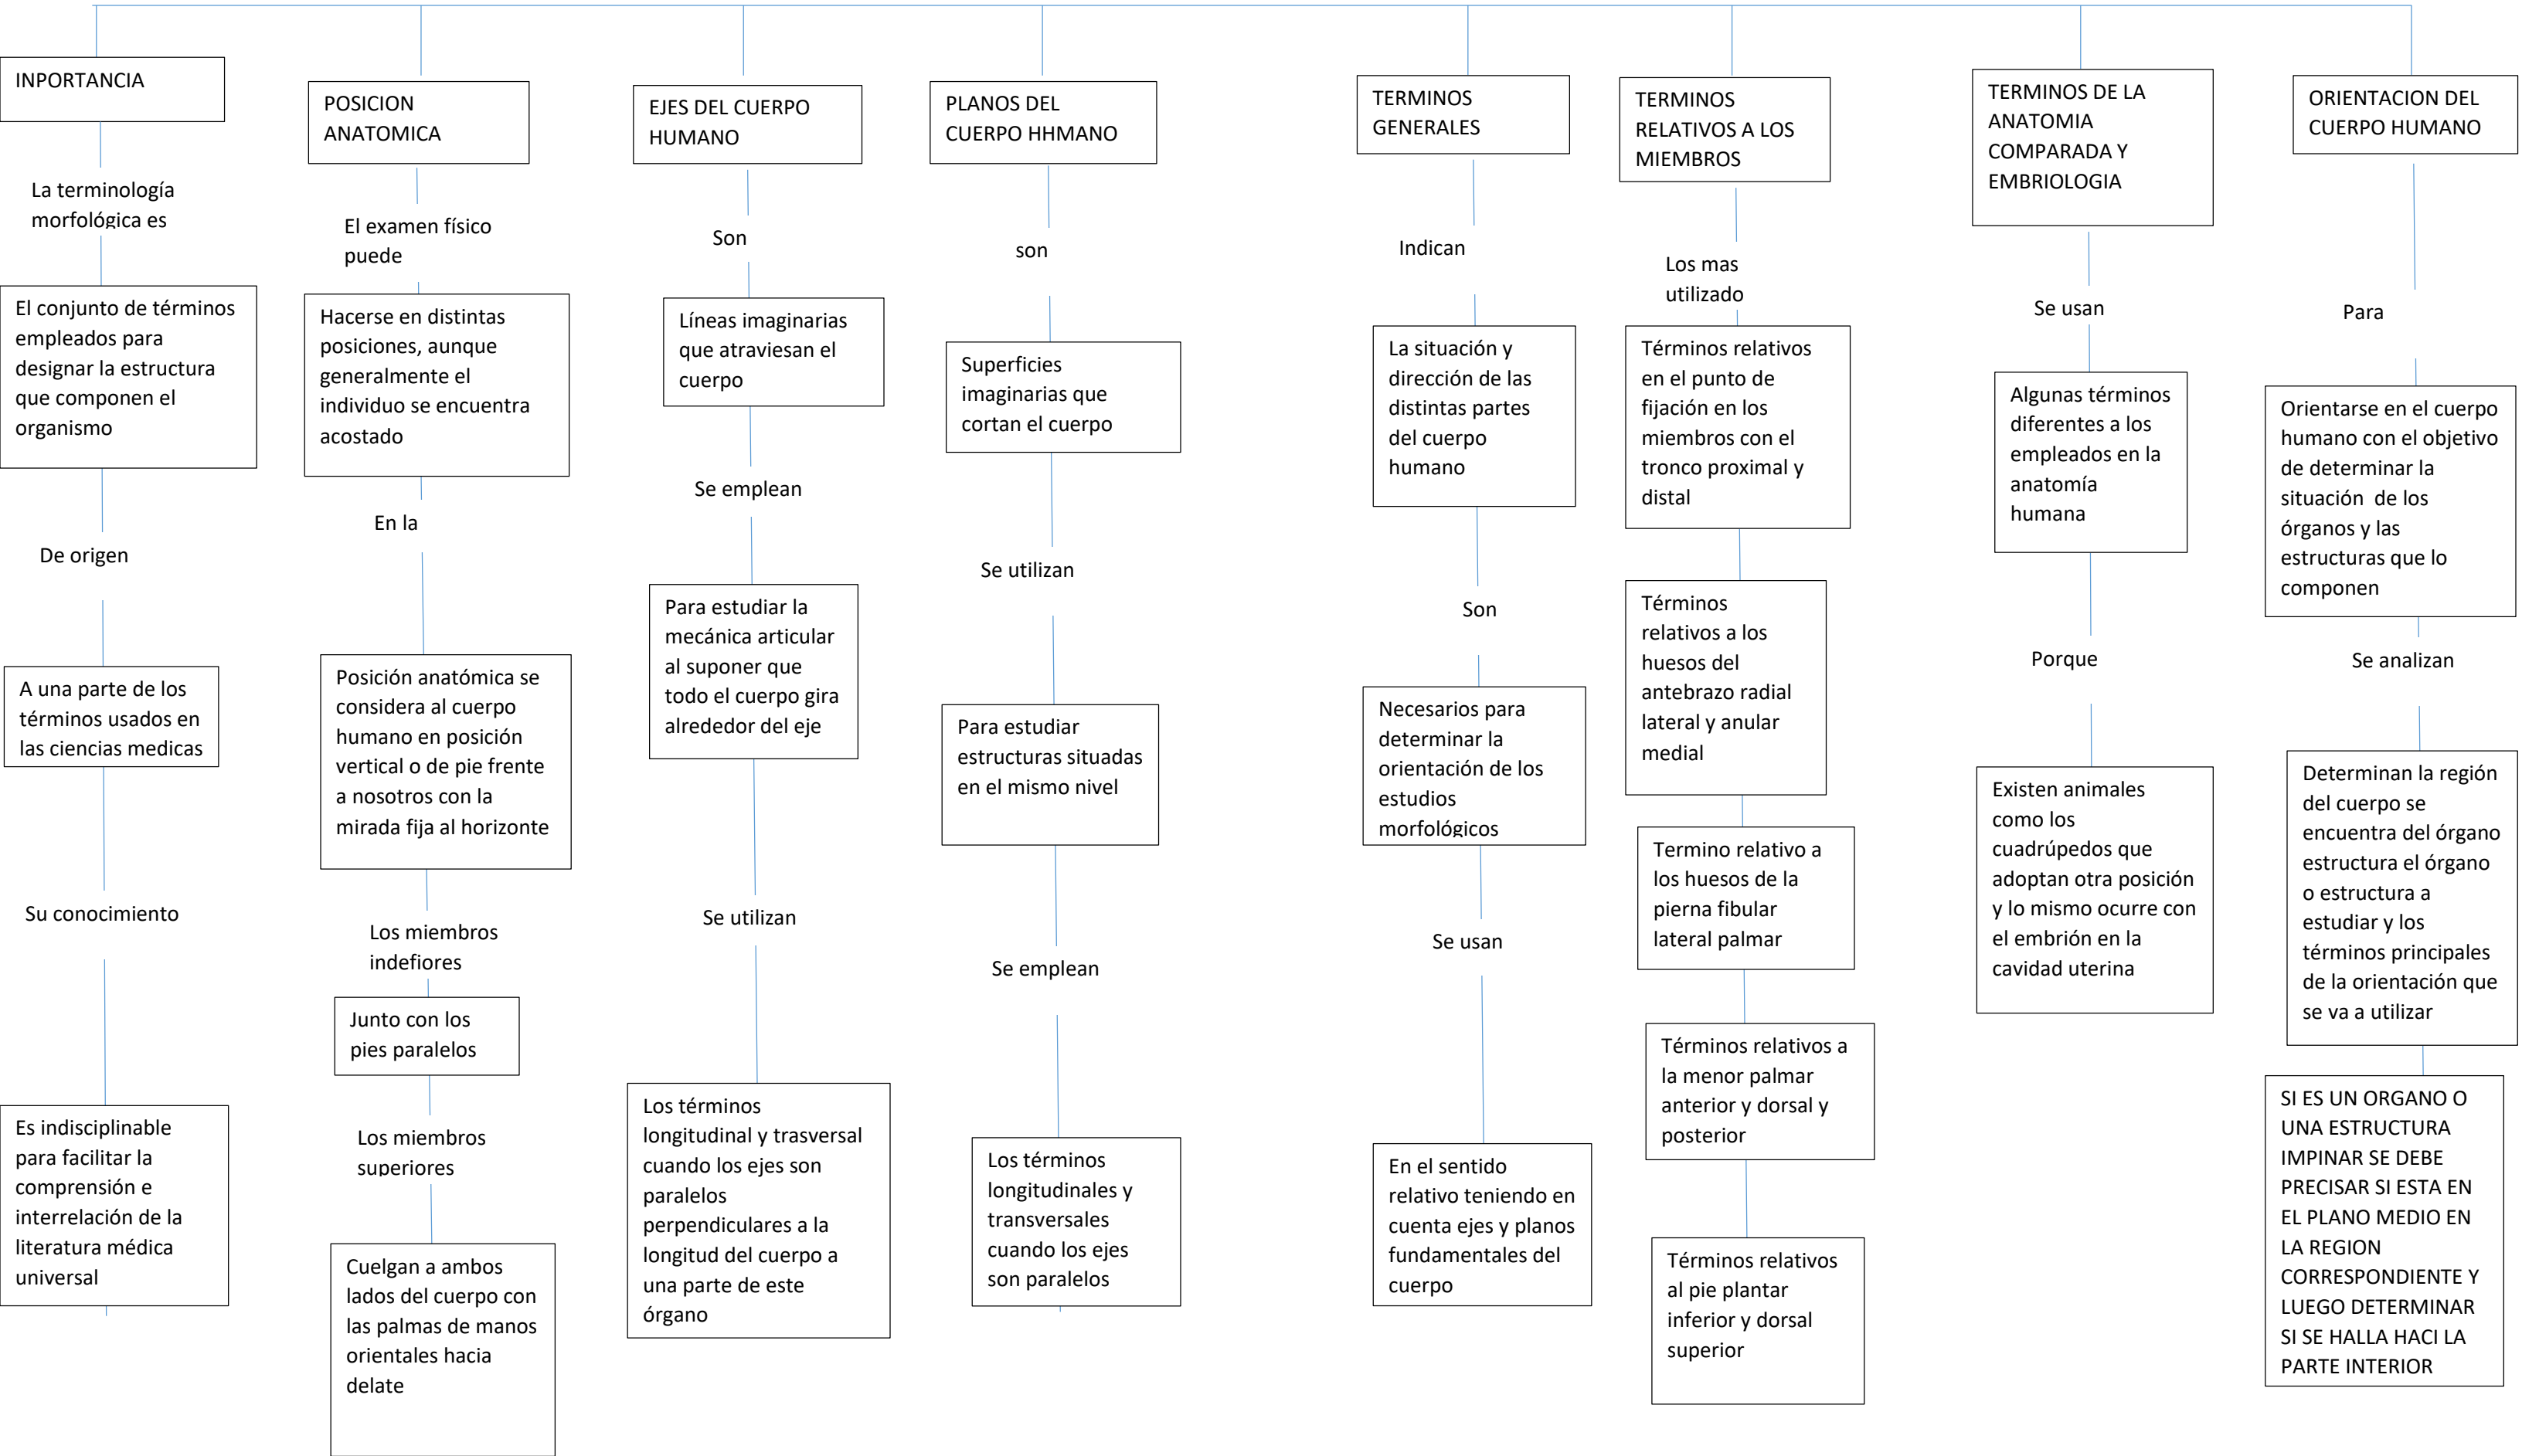 INPORTANCIA
La terminología
morfológica es
El conjunto de términos
empleados para
designar la estructura
que componen el
organismo
De origen
A una parte de los
términos usados en
las ciencias medicas
Su conocimiento
Es indisciplinable
para facilitar la
comprensión e
interrelación de la
literatura médica
universal
POSICION
ANATOMICA
El examen físico
puede
Hacerse en distintas
posiciones, aunque
generalmente el
individuo se encuentra
acostado
En la
Posición anatómica se
considera al cuerpo
humano en posición
vertical o de pie frente
a nosotros con la
mirada fija al horizonte
Los miembros
indefiores
Junto con los
pies paralelos
Los miembros
superiores
Cuelgan a ambos
lados del cuerpo con
las palmas de manos
orientales hacia
delate
EJES DEL CUERPO
HUMANO
Son
Líneas imaginarias
que atraviesan el
cuerpo
Se emplean
Para estudiar la
mecánica articular
al suponer que
todo el cuerpo gira
alrededor del eje
Se utilizan
Los términos
longitudinal y trasversal
cuando los ejes son
paralelos
perpendiculares a la
longitud del cuerpo a
una parte de este
órgano
PLANOS DEL
CUERPO HHMANO
son
Superficies
imaginarias que
cortan el cuerpo
Se utilizan
Para estudiar
estructuras situadas
en el mismo nivel
Se emplean
Los términos
longitudinales y
transversales
cuando los ejes
son paralelos
TERMINOS
GENERALES
Indican
La situación y
dirección de las
distintas partes
del cuerpo
humano
Son
Necesarios para
determinar la
orientación de los
estudios
morfológicos
Se usan
En el sentido
relativo teniendo en
cuenta ejes y planos
fundamentales del
cuerpo
TERMINOS
RELATIVOS A LOS
MIEMBROS
Los mas
utilizado
Términos relativos
en el punto de
fijación en los
miembros con el
tronco proximal y
distal
Términos
relativos a los
huesos del
antebrazo radial
lateral y anular
medial
Termino relativo a
los huesos de la
pierna fibular
lateral palmar
Términos relativos a
la menor palmar
anterior y dorsal y
posterior
Términos relativos
al pie plantar
inferior y dorsal
superior
TERMINOS DE LA
ANATOMIA
COMPARADA Y
EMBRIOLOGIA
Se usan
Algunas términos
diferentes a los
empleados en la
anatomía
humana
Porque
Existen animales
como los
cuadrúpedos que
adoptan otra posición
y lo mismo ocurre con
el embrión en la
cavidad uterina
ORIENTACION DEL
CUERPO HUMANO
Para
Orientarse en el cuerpo
humano con el objetivo
de determinar la
situación de los
órganos y las
estructuras que lo
componen
Se analizan
Determinan la región
del cuerpo se
encuentra del órgano
estructura el órgano
o estructura a
estudiar y los
términos principales
de la orientación que
se va a utilizar
SI ES UN ORGANO O
UNA ESTRUCTURA
IMPINAR SE DEBE
PRECISAR SI ESTA EN
EL PLANO MEDIO EN
LA REGION
CORRESPONDIENTE Y
LUEGO DETERMINAR
SI SE HALLA HACI LA
PARTE INTERIOR